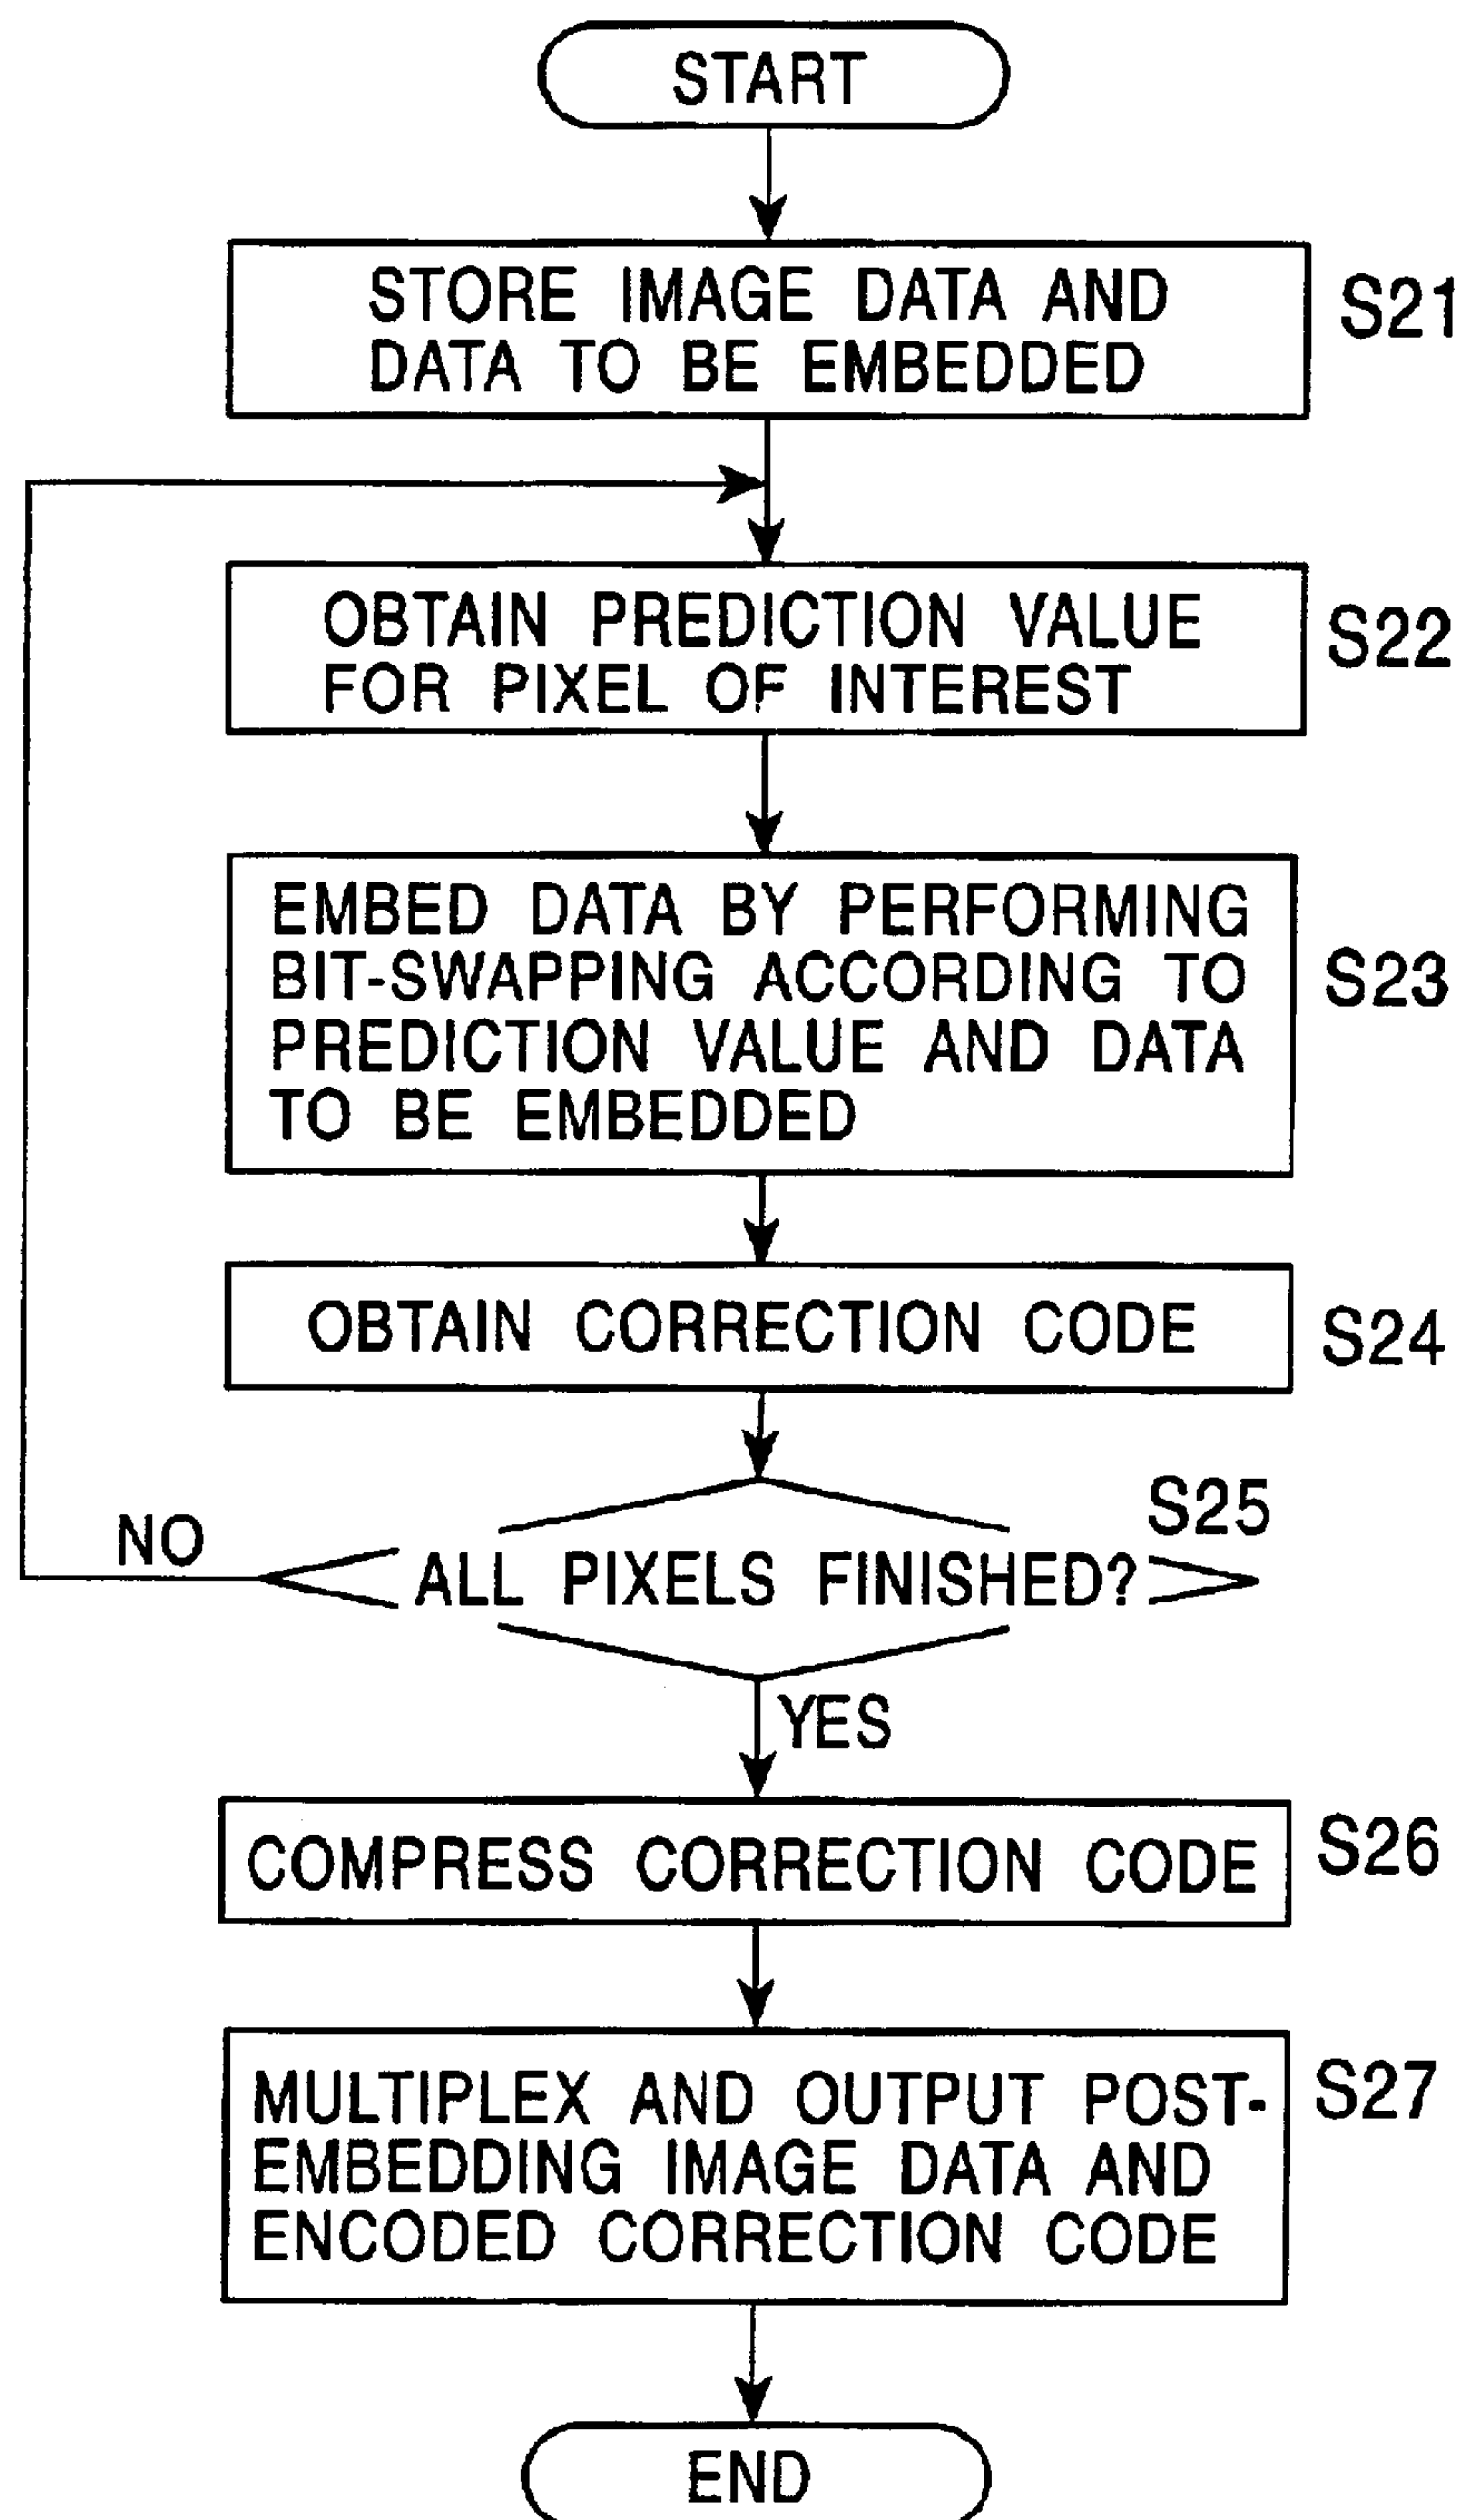 START
STORE IMAGE DATA AND
DATA TO BE EMBEDDED
S21
OBTAIN PREDICTION VALUE
FOR PIXEL OF INTEREST
S22
EMBED DATA BY PERFORMING
BIT-SWAPPING ACCORDING TO
PREDICTION VALUE AND DATA
TO BE EMBEDDED
S23
OBTAIN CORRECTION CODE
S24
S25
NO
ALL PIXELS FINISHED?
YES
COMPRESS CORRECTION CODE
S26
MULTIPLEX AND OUTPUT POST-
EMBEDDING IMAGE DATA AND
ENCODED CORRECTION CODE
S27
END